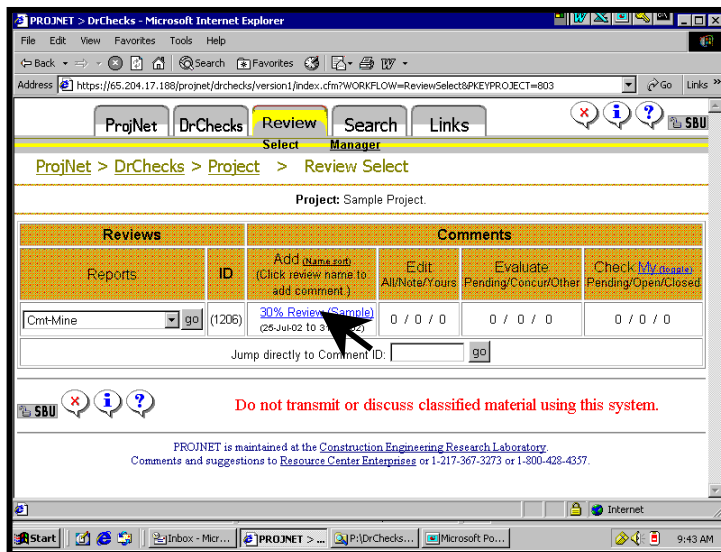 PROJNET > DrChecks - Microsoft Internet Explorer
File Edit View Favorites Tools Help
Back Search Favorites
Address https://65.204.17.188/projnet/drchecks/version1/index.cfm?WORKFLOW=ReviewSelect&PKEYPROJECT=803 Go Links »
ProjNet DrChecks Review Search Links SBU
Select Manager
ProjNet > DrChecks > Project > Review Select
Project: Sample Project.
Reviews Comments
Reports ID Add (Name sort) (Click review name to add comment.) Edit All/Note/Yours Evaluate Pending/Concur/Other Check My (toggle) Pending/Open/Closed
Cmt-Mine go (1206) 30% Review (Sample) 0 / 0 / 0 0 / 0 / 0 0 / 0 / 0
(25-Jul-02 to
Jump directly to Comment ID: go
SBU Do not transmit or discuss classified material using this system.
PROJNET is maintained at the Construction Engineering Research Laboratory.
Comments and suggestions to Resource Center Enterprises or 1-217-367-3273 or 1-800-428-4357.
Internet
Start Inbox - Micr... PROJNET > ... P:\DrChecks... Microsoft Po... 9:43 AM